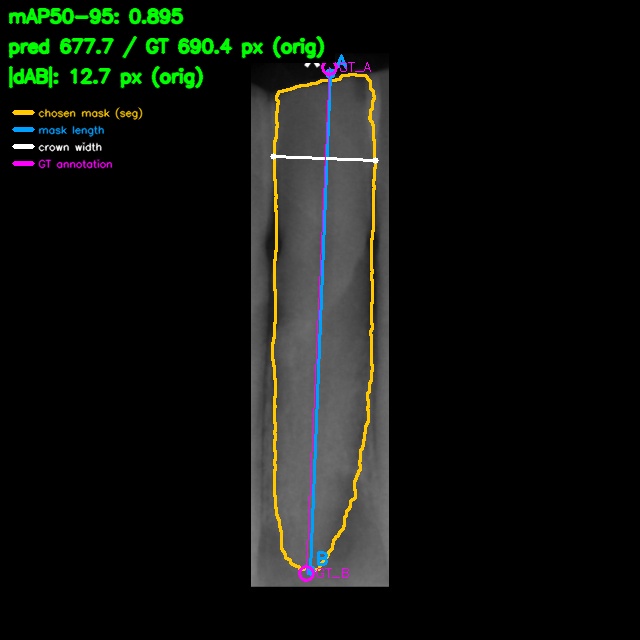 mAP50-95: 0.895
pred 677.7 / GT 690.4 px (orig)
|dAB|: 12.7 px (orig)
chosen mask (seg)
mask length
crown width
GT annotation
A
GT_A
B
GT_B